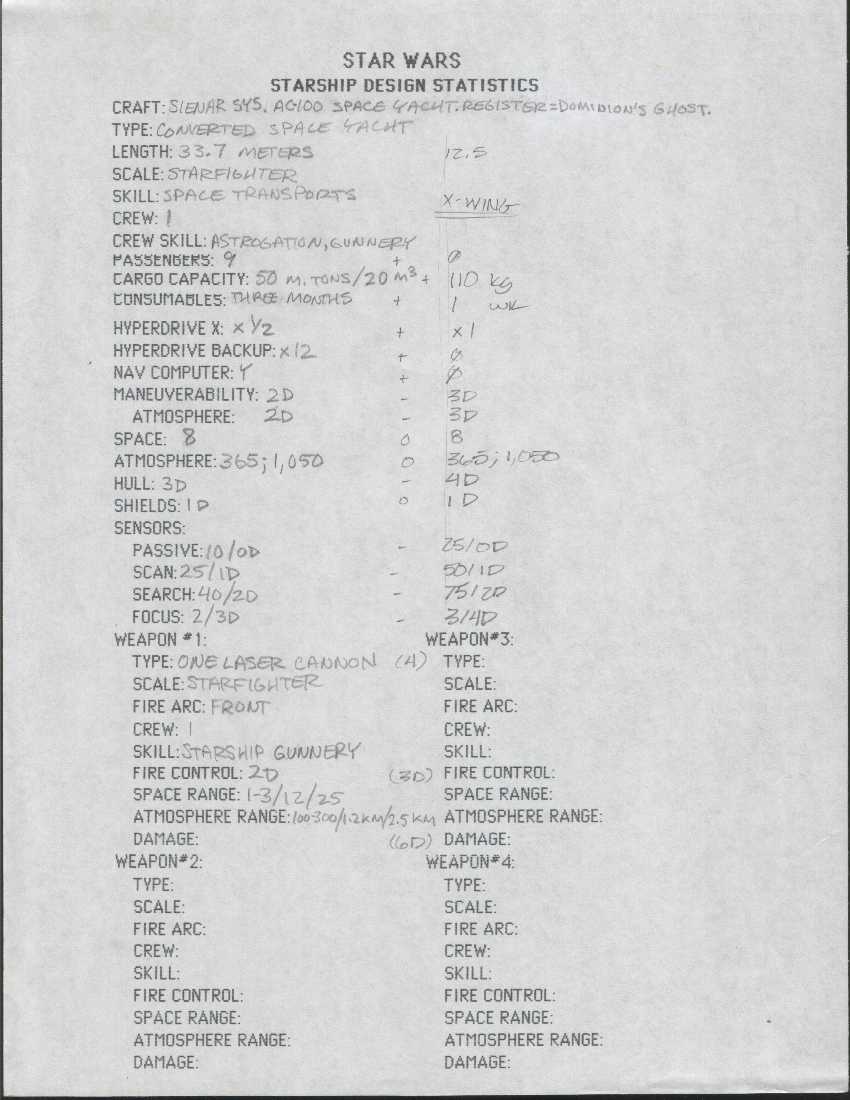 STAR WARS
STARSHIP DESIGN STATISTICS
CRAFT: SIENAR SYS. AG100 SPACE YACHT. REGISTER=DOMINION'S GHOST.
TYPE: CONVERTED SPACE YACHT
LENGTH: 33.7 METERS 12.5
SCALE: STARFIGHTER
SKILL: SPACE TRANSPORTS X-WING
CREW: 1
CREW SKILL: ASTROGATION, GUNNERY
PASSENGERS: 9 + 0
CARGO CAPACITY: 50 M. TONS/20 M³ + 110 kg
CONSUMABLES: THREE MONTHS + 1 WK
HYPERDRIVE X: x 1/2 + x 1
HYPERDRIVE BACKUP: x12 + 0
NAV COMPUTER: Y + 0
MANEUVERABILITY: 2D - 3D
ATMOSPHERE: 2D - 3D
SPACE: 8 0 8
ATMOSPHERE: 365; 1,050 0 365; 1,050
HULL: 3D - 4D
SHIELDS: 1D 0 1D
SENSORS:
PASSIVE: 10/0D - 25/0D
SCAN: 25/1D - 50/1D
SEARCH: 40/2D - 75/2D
FOCUS: 2/3D - 3/4D
WEAPON #1: WEAPON#3:
TYPE: ONE LASER CANNON (4) TYPE:
SCALE: STARFIGHTER SCALE:
FIRE ARC: FRONT FIRE ARC:
CREW: 1 CREW:
SKILL: STARSHIP GUNNERY SKILL:
FIRE CONTROL: 2D (3D) FIRE CONTROL:
SPACE RANGE: 1-3/12/25 SPACE RANGE:
ATMOSPHERE RANGE: 100-300/1.2KM/2.5KM ATMOSPHERE RANGE:
DAMAGE: (6D) DAMAGE:
WEAPON#2: WEAPON#4:
TYPE: TYPE:
SCALE: SCALE:
FIRE ARC: FIRE ARC:
CREW: CREW:
SKILL: SKILL:
FIRE CONTROL: FIRE CONTROL:
SPACE RANGE: SPACE RANGE:
ATMOSPHERE RANGE: ATMOSPHERE RANGE:
DAMAGE: DAMAGE: